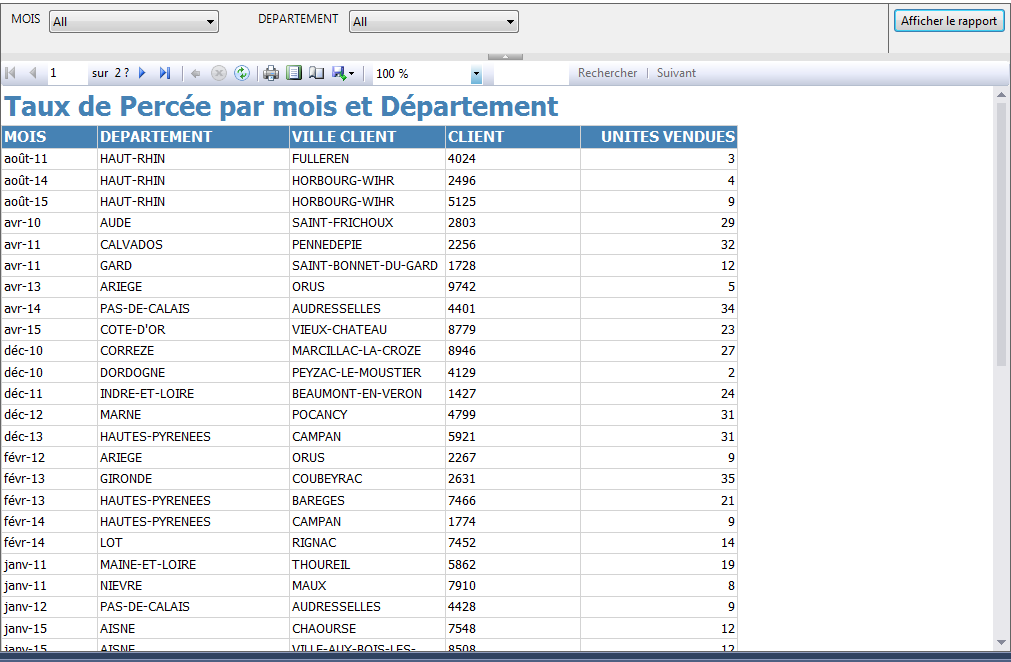 MOIS All DEPARTEMENT All Afficher le rapport
1 sur 2 ? 100 % Rechercher | Suivant
Taux de Percée par mois et Département
MOIS DEPARTEMENT VILLE CLIENT CLIENT UNITES VENDUES
août-11 HAUT-RHIN FULLEREN 4024 3
août-14 HAUT-RHIN HORBOURG-WIHR 2496 4
août-15 HAUT-RHIN HORBOURG-WIHR 5125 9
avr-10 AUDE SAINT-FRICHOUX 2803 29
avr-11 CALVADOS PENNEDEPIE 2256 32
avr-11 GARD SAINT-BONNET-DU-GARD 1728 12
avr-13 ARIEGE ORUS 9742 5
avr-14 PAS-DE-CALAIS AUDRESSELLES 4401 34
avr-15 COTE-D'OR VIEUX-CHATEAU 8779 23
déc-10 CORREZE MARCILLAC-LA-CROZE 8946 27
déc-10 DORDOGNE PEYZAC-LE-MOUSTIER 4129 2
déc-11 INDRE-ET-LOIRE BEAUMONT-EN-VERON 1427 24
déc-12 MARNE POCANCY 4799 31
déc-13 HAUTES-PYRENEES CAMPAN 5921 31
févr-12 ARIEGE ORUS 2267 9
févr-13 GIRONDE COUBEYRAC 2631 35
févr-13 HAUTES-PYRENEES BAREGES 7466 21
févr-14 HAUTES-PYRENEES CAMPAN 1774 9
févr-14 LOT RIGNAC 7452 14
janv-11 MAINE-ET-LOIRE THOUREIL 5862 19
janv-11 NIEVRE MAUX 7910 8
janv-12 PAS-DE-CALAIS AUDRESSELLES 4428 9
janv-15 AISNE CHAOURSE 7548 12
janv-15 AISNE VILLE-AUX-BOIS-LES- 8508 12